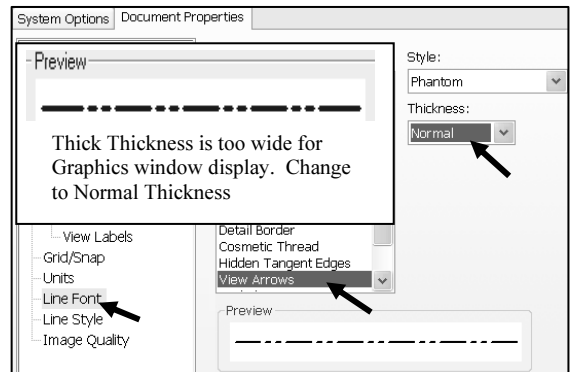 System Options Document Properties
Preview
Thick Thickness is too wide for
Graphics window display. Change
to Normal Thickness
Style:
Phantom
Thickness:
Normal
View Labels
Grid/Snap
Units
Line Font
Line Style
Image Quality
Detail Border
Cosmetic Thread
Hidden Tangent Edges
View Arrows
Preview